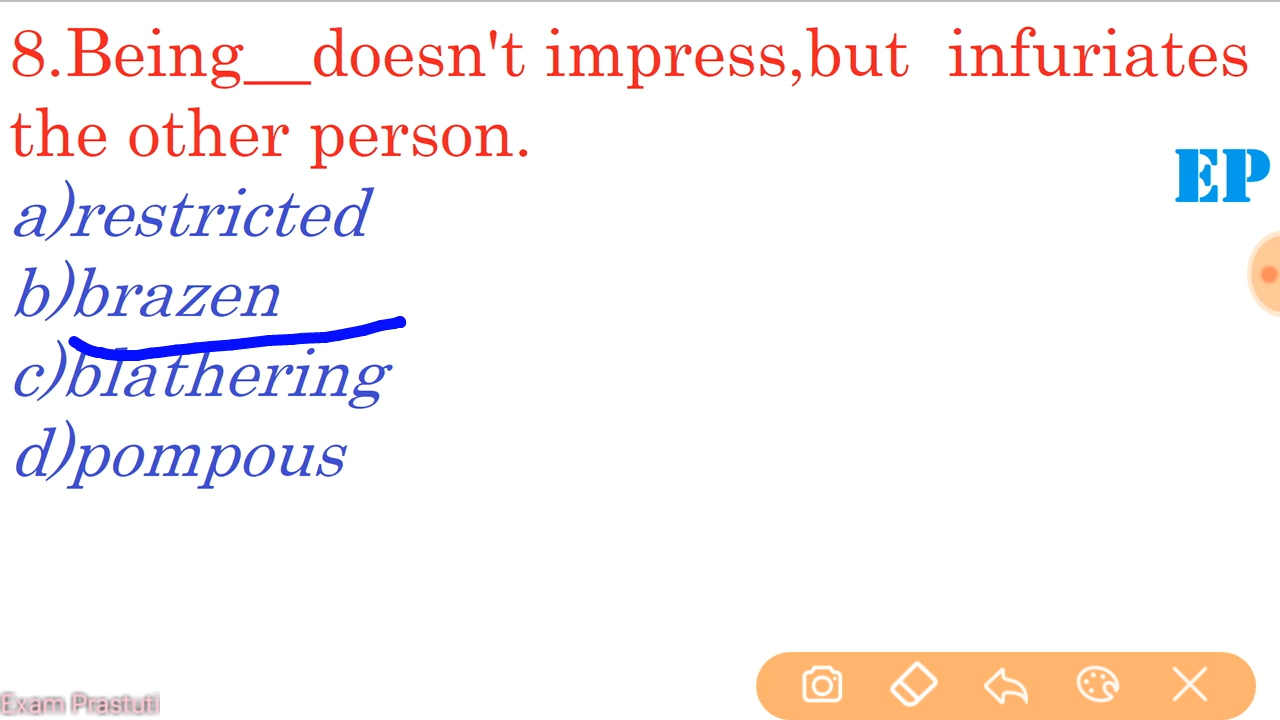 8.Being__doesn't impress,but infuriates
the other person.
EP
a)restricted
b)brazen
c)blathering
d)pompous
Exam Prastuti